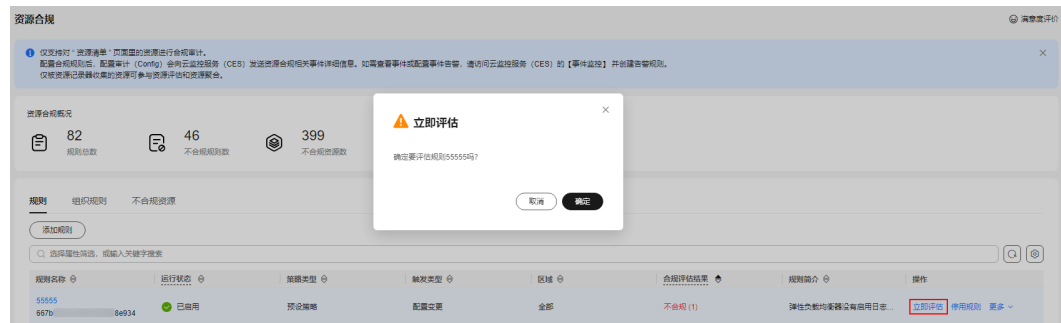 资源合规
满意度评价
仅支持对“资源清单”页面里的资源进行合规审计。
配置合规规则后，配置审计（Config）会向云监控服务（CES）发送资源合规相关事件详细信息。如需查看事件或配置事件告警，请访问云监控服务（CES）的【事件监控】并创建告警规则。
仅被资源记录器收集的资源可参与资源评估和资源聚合。
资源合规概况
82
规则总数
46
不合规规则数
399
不合规资源数
立即评估
确定要评估规则55555吗?
取消 确定
规则 组织规则 不合规资源
添加规则
选择属性筛选，或输入关键字搜索
规则名称 运行状态 策略类型 触发类型 区域 合规评估结果 规则简介 操作
55555
667b 8e934
已启用 预设策略 配置变更 全部 不合规 (1) 弹性负载均衡器没有启用日志... 立即评估 停用规则 更多